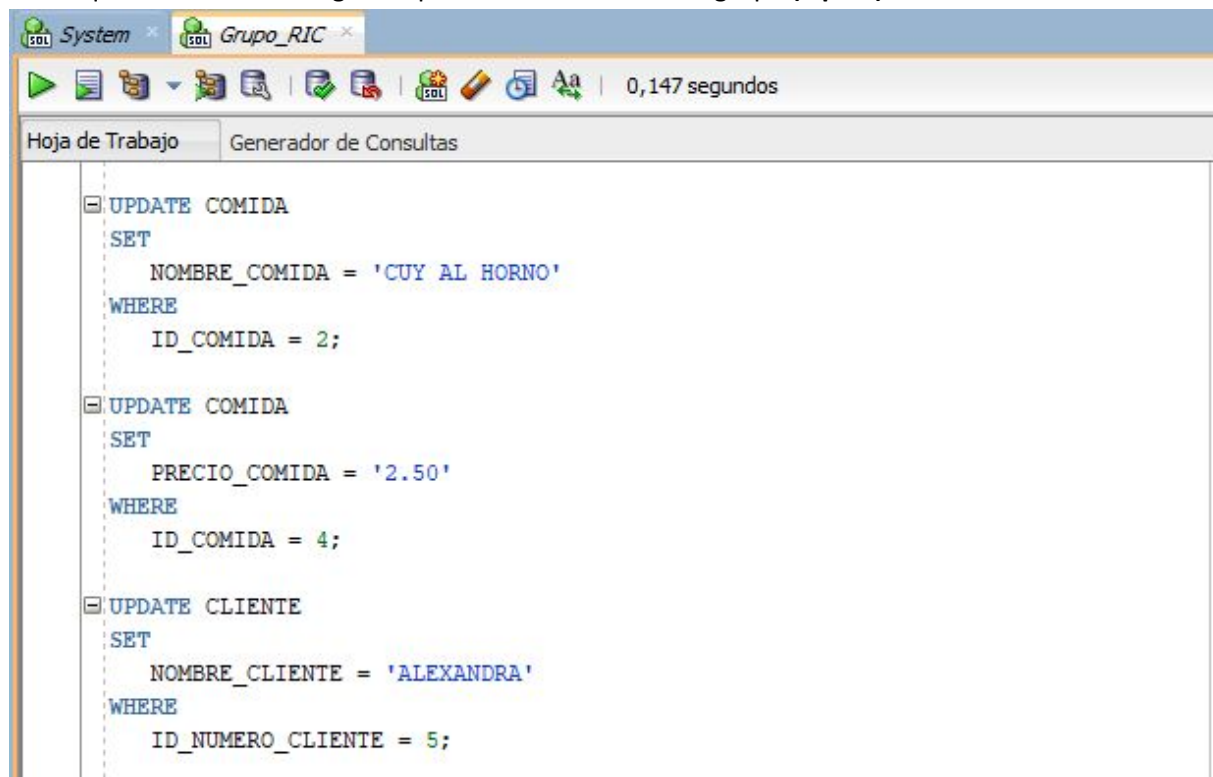 System
Grupo_RIC
0,147 segundos
Hoja de Trabajo
Generador de Consultas
UPDATE COMIDA
SET
NOMBRE_COMIDA = 'CUY AL HORNO'
WHERE
ID_COMIDA = 2;
UPDATE COMIDA
SET
PRECIO_COMIDA = '2.50'
WHERE
ID_COMIDA = 4;
UPDATE CLIENTE
SET
NOMBRE_CLIENTE = 'ALEXANDRA'
WHERE
ID_NUMERO_CLIENTE = 5;